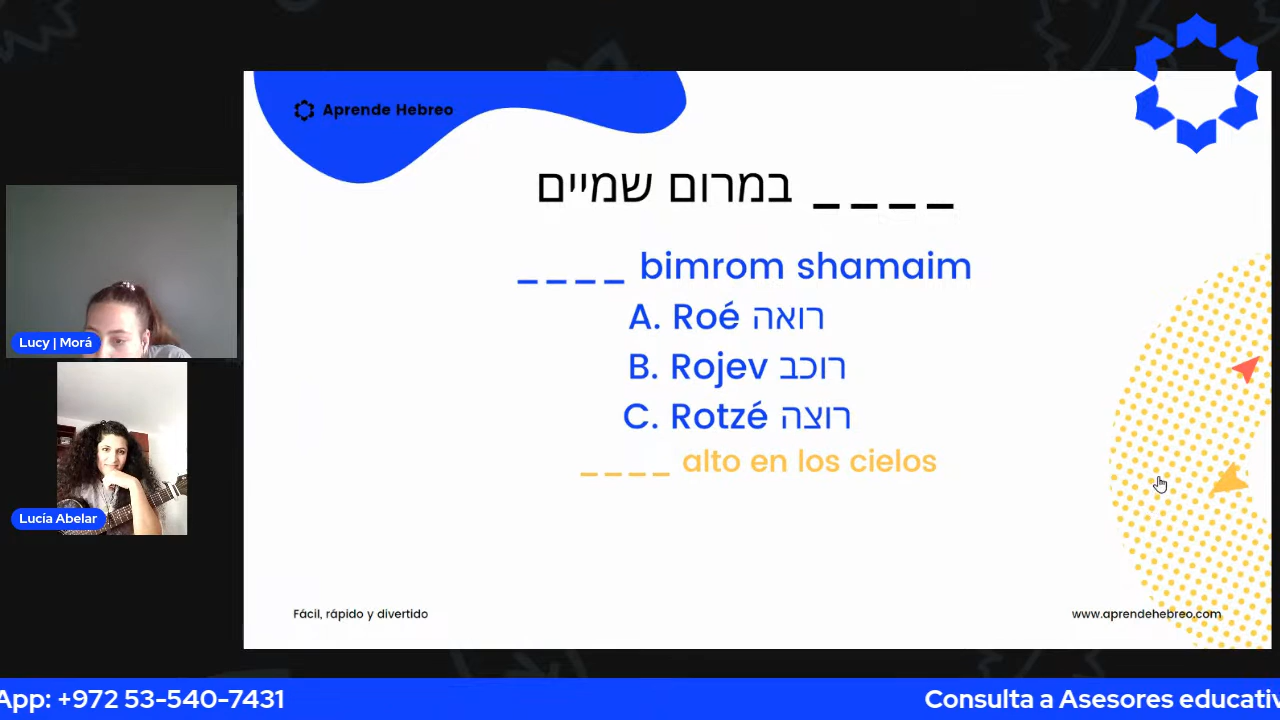 Aprende Hebreo
_ _ _ _ במרום שמיים
_ _ _ _ bimrom shamaim
A. Roé רואה
B. Rojev רוכב
C. Rotzé רוצה
_ _ _ _ alto en los cielos
Lucy | Morá
Lucía Abelar
Fácil, rápido y divertido
www.aprendehebreo.com
App: +972 53-540-7431
Consulta a Asesores